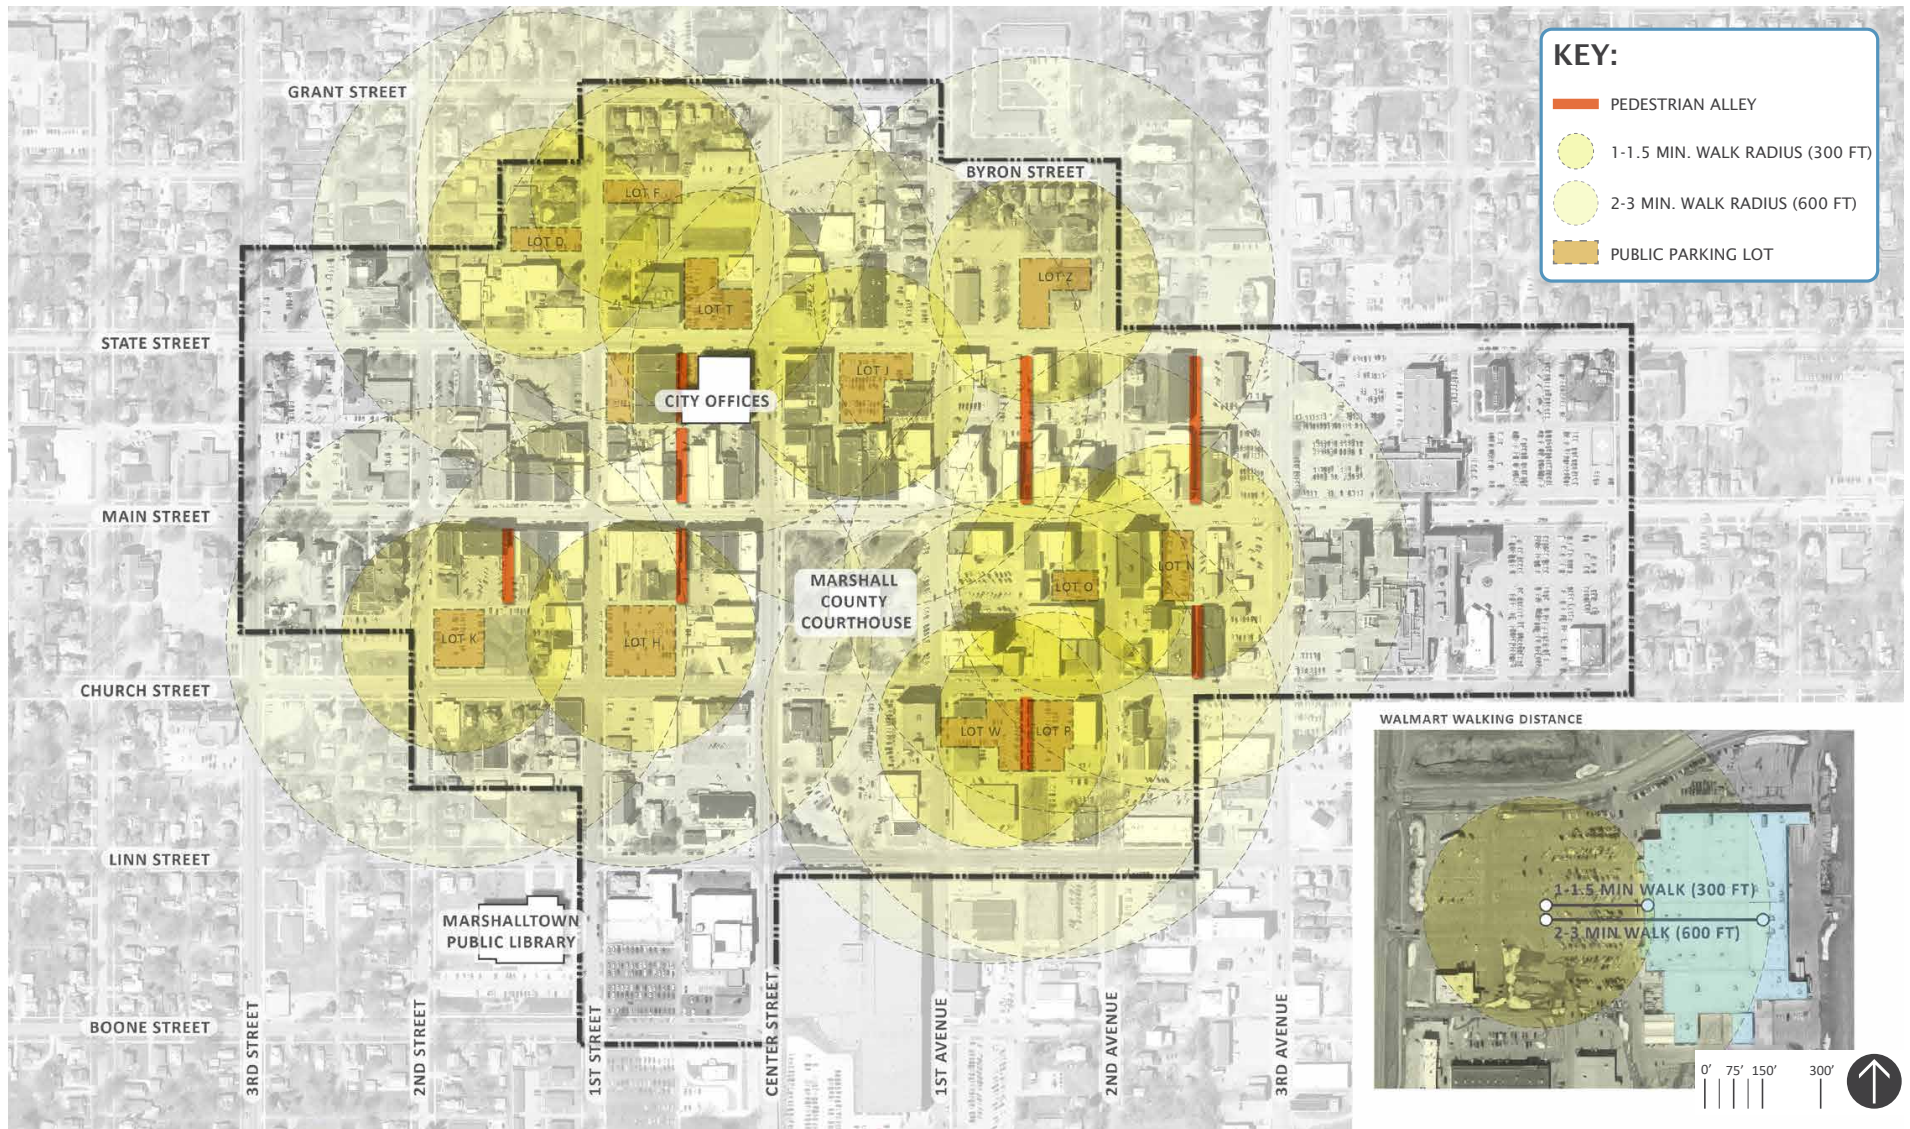 KEY:
PEDESTRIAN ALLEY
1-1.5 MIN. WALK RADIUS (300 FT)
2-3 MIN. WALK RADIUS (600 FT)
PUBLIC PARKING LOT
GRANT STREET
BYRON STREET
LOT F
LOT D
LOT Z
LOT T
STATE STREET
LOT J
CITY OFFICES
MAIN STREET
LOT N
LOT O
MARSHALL
COUNTY
COURTHOUSE
LOT K
LOT H
CHURCH STREET
LOT W
LOT P
WALMART WALKING DISTANCE
1-1.5 MIN WALK (300 FT)
2-3 MIN WALK (600 FT)
LINN STREET
MARSHALLTOWN
PUBLIC LIBRARY
BOONE STREET
3RD STREET
2ND STREET
1ST STREET
CENTER STREET
1ST AVENUE
2ND AVENUE
3RD AVENUE
0' 75' 150' 300'